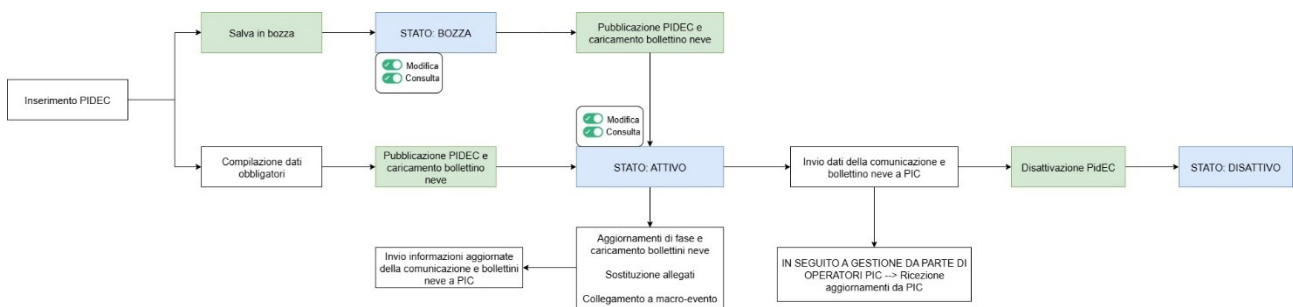 Salva in bozza
STATO: BOZZA
Pubblicazione PIDEC e
caricamento bollettino neve
Modifica
Consulta
Inserimento PIDEC
Modifica
Consulta
Compilazione dati
obbligatori
Pubblicazione PIDEC e
caricamento bollettino
neve
STATO: ATTIVO
Invio dati della comunicazione e
bollettino neve a PIC
Disattivazione PidEC
STATO: DISATTIVO
Invio informazioni aggiornate
della comunicazione e bollettini
neve a PIC
Aggiornamenti di fase e
caricamento bollettini neve
Sostituzione allegati
Collegamento a macro-evento
IN SEGUITO A GESTIONE DA PARTE DI
OPERATORI PIC --> Ricezione
aggiornamenti da PIC